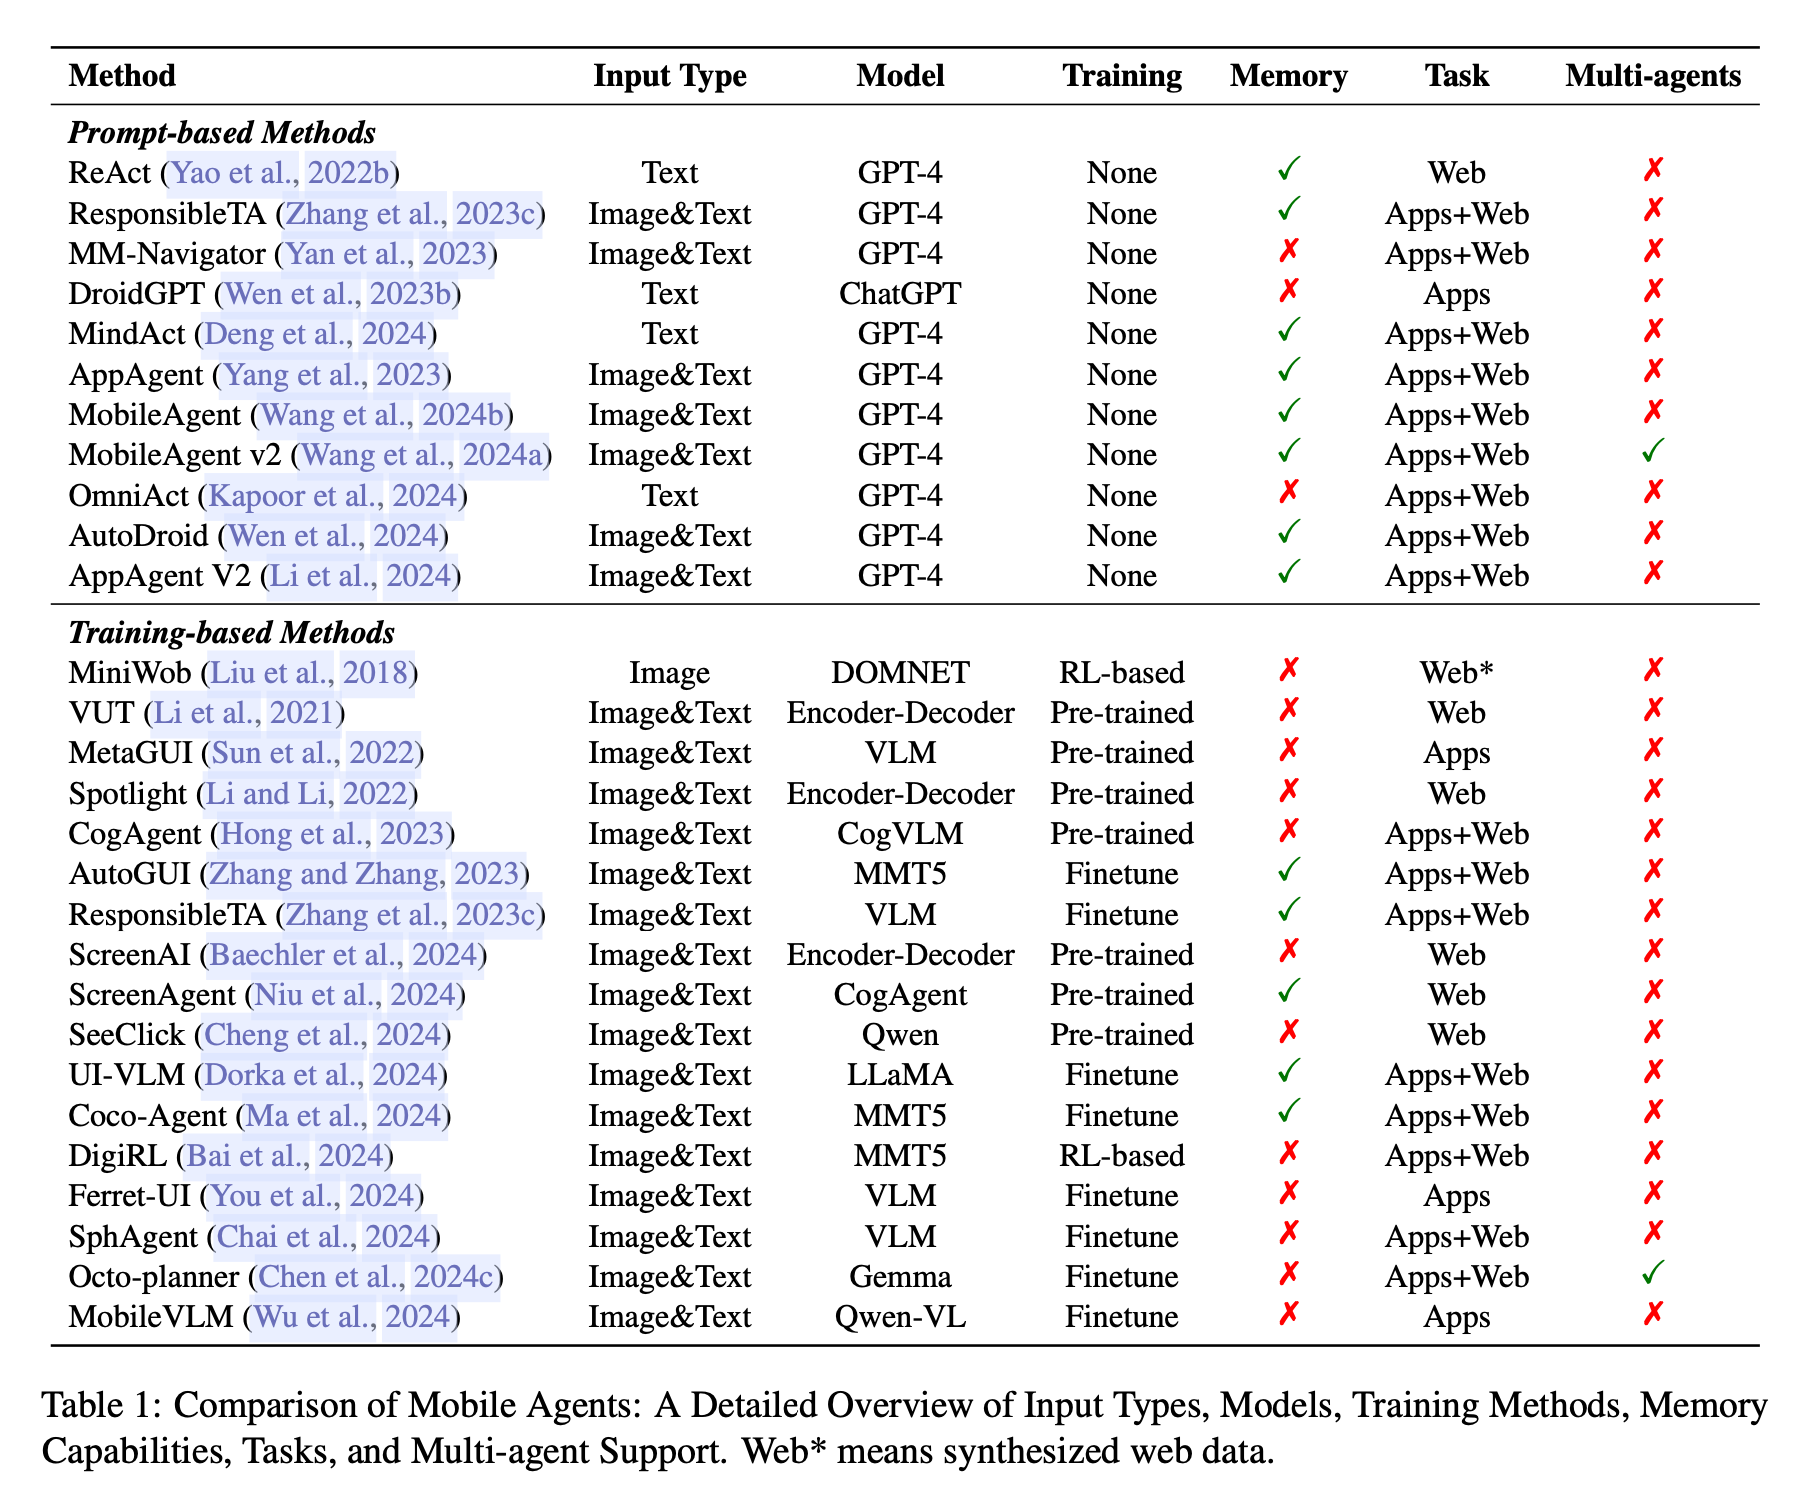 Method Input Type Model Training Memory Task Multi-agents
Prompt-based Methods
ReAct (Yao et al., 2022b) Text GPT-4 None ✓ Web ✗
ResponsibleTA (Zhang et al., 2023c) Image&Text GPT-4 None ✓ Apps+Web ✗
MM-Navigator (Yan et al., 2023) Image&Text GPT-4 None ✗ Apps+Web ✗
DroidGPT (Wen et al., 2023b) Text ChatGPT None ✗ Apps ✗
MindAct (Deng et al., 2024) Text GPT-4 None ✓ Apps+Web ✗
AppAgent (Yang et al., 2023) Image&Text GPT-4 None ✓ Apps+Web ✗
MobileAgent (Wang et al., 2024b) Image&Text GPT-4 None ✓ Apps+Web ✗
MobileAgent v2 (Wang et al., 2024a) Image&Text GPT-4 None ✓ Apps+Web ✓
OmniAct (Kapoor et al., 2024) Text GPT-4 None ✗ Apps+Web ✗
AutoDroid (Wen et al., 2024) Image&Text GPT-4 None ✓ Apps+Web ✗
AppAgent V2 (Li et al., 2024) Image&Text GPT-4 None ✓ Apps+Web ✗
Training-based Methods
MiniWob (Liu et al., 2018) Image DOMNET RL-based ✗ Web* ✗
VUT (Li et al., 2021) Image&Text Encoder-Decoder Pre-trained ✗ Web ✗
MetaGUI (Sun et al., 2022) Image&Text VLM Pre-trained ✗ Apps ✗
Spotlight (Li and Li, 2022) Image&Text Encoder-Decoder Pre-trained ✗ Web ✗
CogAgent (Hong et al., 2023) Image&Text CogVLM Pre-trained ✗ Apps+Web ✗
AutoGUI (Zhang and Zhang, 2023) Image&Text MMT5 Finetune ✓ Apps+Web ✗
ResponsibleTA (Zhang et al., 2023c) Image&Text VLM Finetune ✓ Apps+Web ✗
ScreenAI (Baechler et al., 2024) Image&Text Encoder-Decoder Pre-trained ✗ Web ✗
ScreenAgent (Niu et al., 2024) Image&Text CogAgent Pre-trained ✓ Web ✗
SeeClick (Cheng et al., 2024) Image&Text Qwen Pre-trained ✗ Web ✗
UI-VLM (Dorka et al., 2024) Image&Text LLaMA Finetune ✓ Apps+Web ✗
Coco-Agent (Ma et al., 2024) Image&Text MMT5 Finetune ✓ Apps+Web ✗
DigiRL (Bai et al., 2024) Image&Text MMT5 RL-based ✗ Apps+Web ✗
Ferret-UI (You et al., 2024) Image&Text VLM Finetune ✗ Apps ✗
SphAgent (Chai et al., 2024) Image&Text VLM Finetune ✗ Apps+Web ✗
Octo-planner (Chen et al., 2024c) Image&Text Gemma Finetune ✗ Apps+Web ✓
MobileVLM (Wu et al., 2024) Image&Text Qwen-VL Finetune ✗ Apps ✗
Table 1: Comparison of Mobile Agents: A Detailed Overview of Input Types, Models, Training Methods, Memory
Capabilities, Tasks, and Multi-agent Support. Web* means synthesized web data.